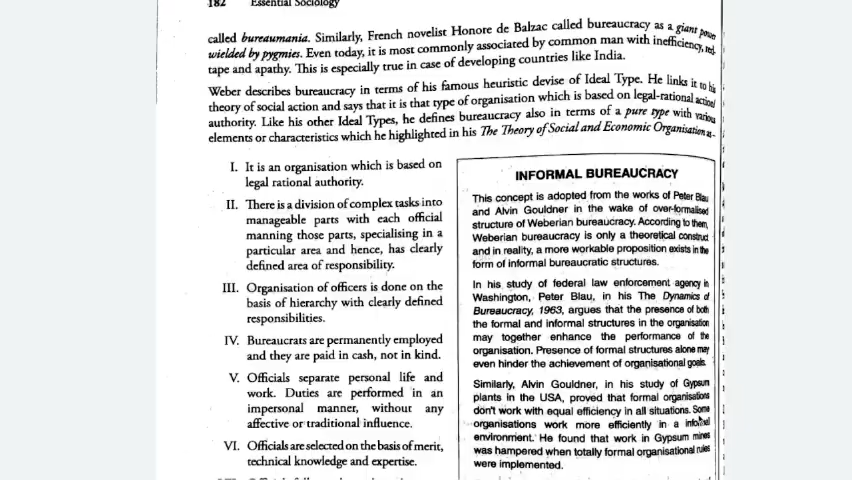 182 Essential Sociology
called bureaumania. Similarly, French novelist Honore de Balzac called bureaucracy as a giant power
wielded by pygmies. Even today, it is most commonly associated by common man with inefficiency, red-
tape and apathy. This is especially true in case of developing countries like India.
Weber describes bureaucracy in terms of his famous heuristic devise of Ideal Type. He links it to his
theory of social action and says that it is that type of organisation which is based on legal-rational action/
authority. Like his other Ideal Types, he defines bureaucracy also in terms of a pure type with various
elements or characteristics which he highlighted in his The Theory of Social and Economic Organisation as–
I. It is an organisation which is based on
legal rational authority.
II. There is a division of complex tasks into
manageable parts with each official
manning those parts, specialising in a
particular area and hence, has clearly
defined area of responsibility.
III. Organisation of officers is done on the
basis of hierarchy with clearly defined
responsibilities.
IV. Bureaucrats are permanently employed
and they are paid in cash, not in kind.
V. Officials separate personal life and
work. Duties are performed in an
impersonal manner, without any
affective or traditional influence.
VI. Officials are selected on the basis of merit,
technical knowledge and expertise.
INFORMAL BUREAUCRACY
This concept is adopted from the works of Peter Blau
and Alvin Gouldner in the wake of over-formalised
structure of Weberian bureaucracy. According to them,
Weberian bureaucracy is only a theoretical construct
and in reality, a more workable proposition exists in the
form of informal bureaucratic structures.
In his study of federal law enforcement agency in
Washington, Peter Blau, in his The Dynamics of
Bureaucracy, 1963, argues that the presence of both
the formal and informal structures in the organisation
may together enhance the performance of the
organisation. Presence of formal structures alone may
even hinder the achievement of organisational goals.
Similarly, Alvin Gouldner, in his study of Gypsum
plants in the USA, proved that formal organisations
don't work with equal efficiency in all situations. Some
organisations work more efficiently in a informal
environment. He found that work in Gypsum mines
was hampered when totally formal organisational rules
were implemented.